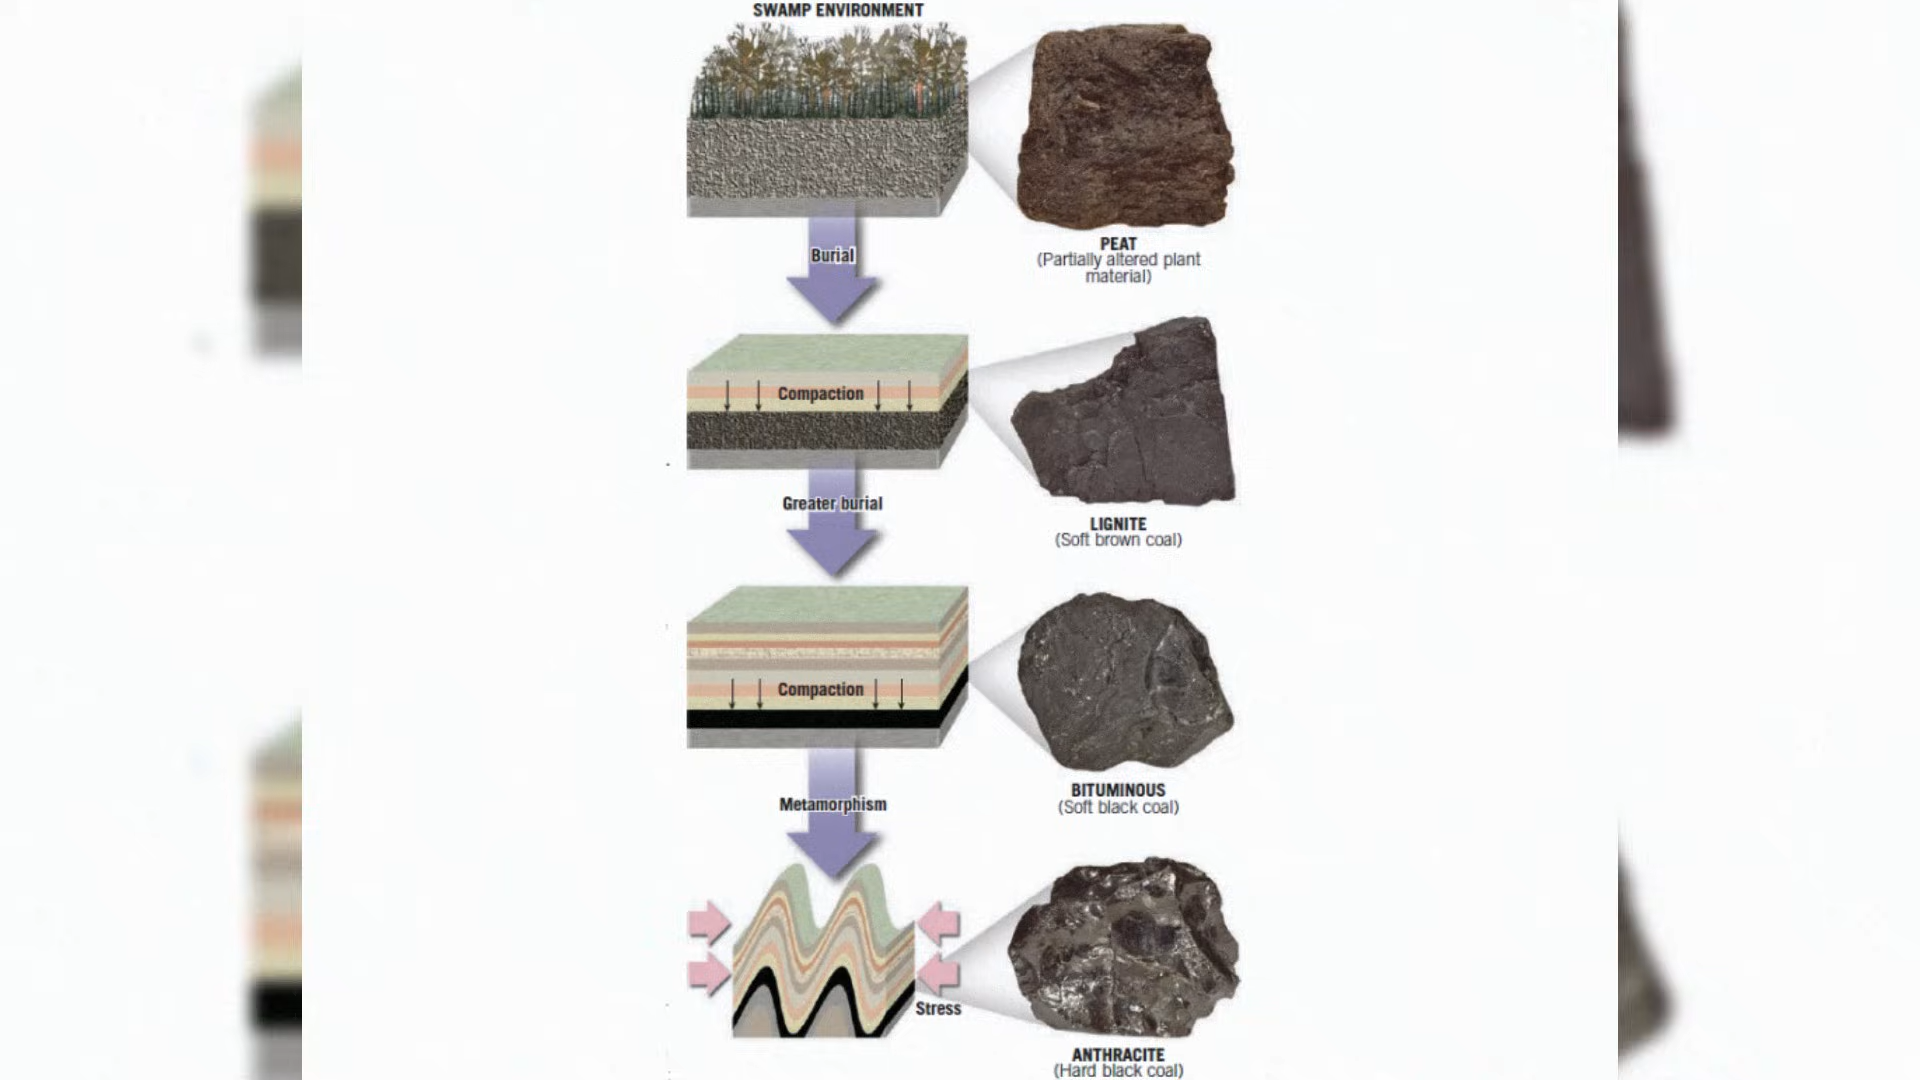 SWAMP ENVIRONMENT
PEAT
(Partially altered plant
material)
Burial
Compaction
LIGNITE
(Soft brown coal)
Greater burial
Compaction
BITUMINOUS
(Soft black coal)
Metamorphism
Stress
ANTHRACITE
(Hard black coal)